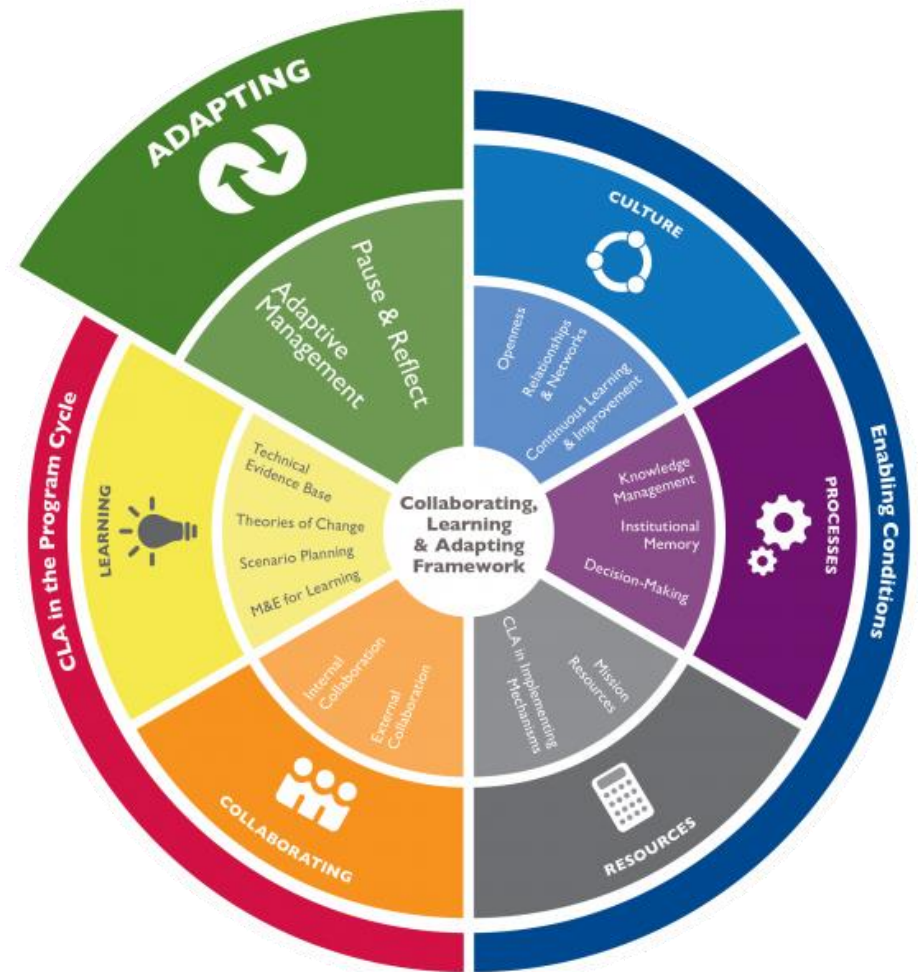 ADAPTING
Adaptive
Management
Pause & Reflect
CULTURE
Openness
Relationships
& Networks
Continuous Learning
& Improvement
PROCESSES
Knowledge
Management
Institutional
Memory
Decision-Making
Enabling Conditions
RESOURCES
Mission
Resources
CLA in Implementing
Mechanisms
COLLABORATING
Internal
Collaboration
External
Collaboration
LEARNING
Technical
Evidence Base
Theories of Change
Scenario Planning
M&E for Learning
CLA in the Program Cycle
Collaborating,
Learning
& Adapting
Framework